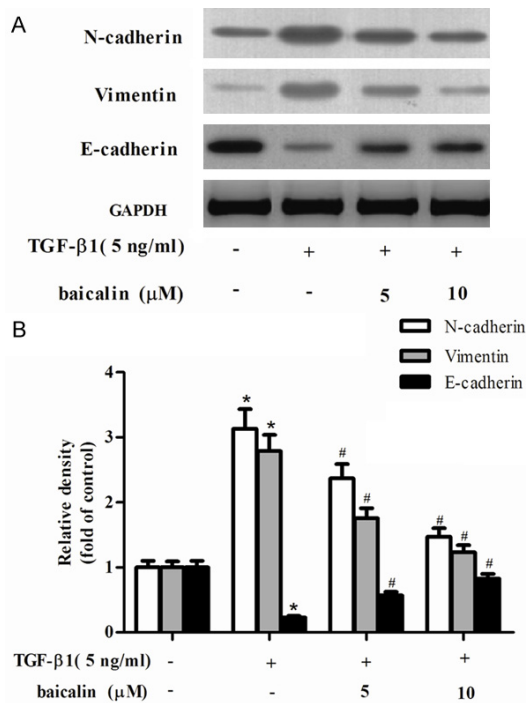 A
N-cadherin
Vimentin
E-cadherin
GAPDH
TGF-β1( 5 ng/ml) - + + +
baicalin (μM) - - 5 10
B
N-cadherin
Vimentin
E-cadherin
Relative density
(fold of control)
4
3
2
1
0
* * *
# # #
# # #
TGF-β1( 5 ng/ml) - + + +
baicalin (μM) - - 5 10